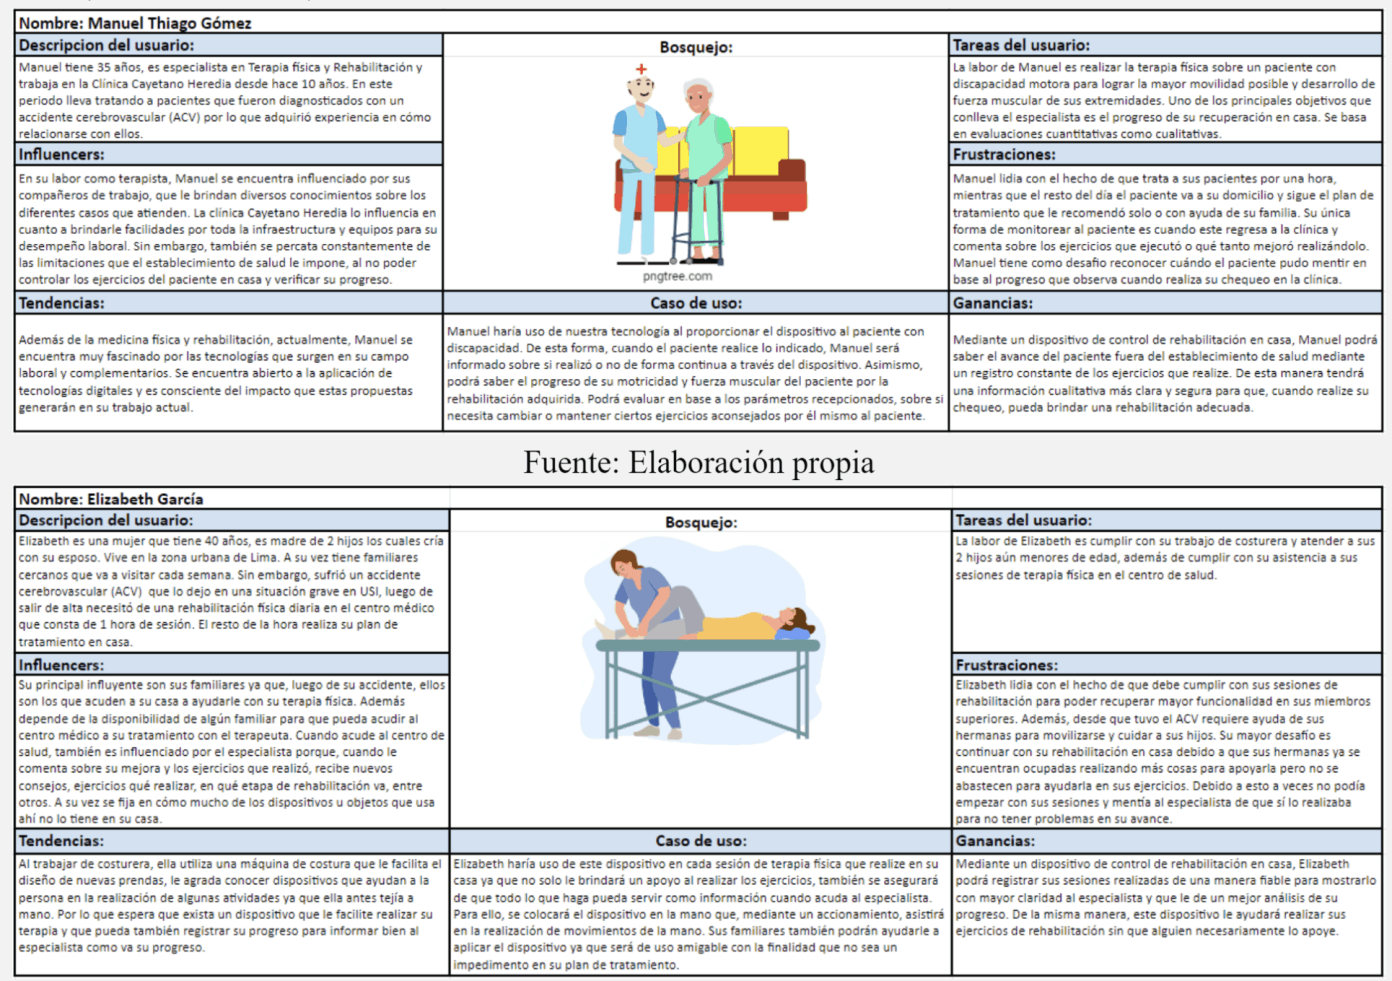 Nombre: Manuel Thiago Gómez
Descripcion del usuario:
Manuel tiene 35 años, es especialista en Terapia física y Rehabilitación y
trabaja en la Clínica Cayetano Heredia desde hace 10 años. En este
periodo lleva tratando a pacientes que fueron diagnosticados con un
accidente cerebrovascular (ACV) por lo que adquirió experiencia en cómo
relacionarse con ellos.
Influencers:
En su labor como terapista, Manuel se encuentra influenciado por sus
compañeros de trabajo, que le brindan diversos conocimientos sobre los
diferentes casos que atienden. La clínica Cayetano Heredia lo influencia en
cuanto a brindarle facilidades por toda la infraestructura y equipos para su
desempeño laboral. Sin embargo, también se percata constantemente de
las limitaciones que el establecimiento de salud le impone, al no poder
controlar los ejercicios del paciente en casa y verificar su progreso.
Bosquejo:
pngtree.com
Tareas del usuario:
La labor de Manuel es realizar la terapia física sobre un paciente con
discapacidad motora para lograr la mayor movilidad posible y desarrollo de
fuerza muscular de sus extremidades. Uno de los principales objetivos que
conlleva el especialista es el progreso de su recuperación en casa. Se basa
en evaluaciones cuantitativas como cualitativas.
Frustraciones:
Manuel lidia con el hecho de que trata a sus pacientes por una hora,
mientras que el resto del día el paciente va a su domicilio y sigue el plan de
tratamiento que le recomendó solo o con ayuda de su familia. Su única
forma de monitorear al paciente es cuando este regresa a la clínica y
comenta sobre los ejercicios que ejecutó o qué tanto mejoró realizándolo.
Manuel tiene como desafio reconocer cuándo el paciente pudo mentir en
base al progreso que observa cuando realiza su chequeo en la clínica.
Tendencias:
Además de la medicina física y rehabilitación, actualmente, Manuel se
encuentra muy fascinado por las tecnologías que surgen en su campo
laboral y complementarios. Se encuentra abierto a la aplicación de
tecnologías digitales y es consciente del impacto que estas propuestas
generarán en su trabajo actual.
Caso de uso:
Manuel haría uso de nuestra tecnología al proporcionar el dispositivo al paciente con
discapacidad. De esta forma, cuando el paciente realice lo indicado, Manuel será
informado sobre si realizó o no de forma continua a través del dispositivo. Asimismo,
podrá saber el progreso de su motricidad y fuerza muscular del paciente por la
rehabilitación adquirida. Podrá evaluar en base a los parámetros recepcionados, sobre si
necesita cambiar o mantener ciertos ejercicios aconsejados por él mismo al paciente.
Ganancias:
Mediante un dispositivo de control de rehabilitación en casa, Manuel podrá
saber el avance del paciente fuera del establecimiento de salud mediante
un registro constante de los ejercicios que realize. De esta manera tendrá
una información cualitativa más clara y segura para que, cuando realize su
chequeo, pueda brindar una rehabilitación adecuada.
Fuente: Elaboración propia
Nombre: Elizabeth García
Descripcion del usuario:
Elizabeth es una mujer que tiene 40 años, es madre de 2 hijos los cuales cría
con su esposo. Vive en la zona urbana de Lima. A su vez tiene familiares
cercanos que va a visitar cada semana. Sin embargo, sufrió un accidente
cerebrovascular (ACV) que lo dejo en una situación grave en USI, luego de
salir de alta necesitó de una rehabilitación física diaria en el centro médico
que consta de 1 hora de sesión. El resto de la hora realiza su plan de
tratamiento en casa.
Influencers:
Su principal influyente son sus familiares ya que, luego de su accidente, ellos
son los que acuden a su casa a ayudarle con su terapia física. Además
depende de la disponibilidad de algún familiar para que pueda acudir al
centro médico a su tratamiento con el terapeuta. Cuando acude al centro de
salud, también es influenciado por el especialista porque, cuando le
comenta sobre su mejora y los ejercicios que realizó, recibe nuevos
consejos, ejercicios qué realizar, en qué etapa de rehabilitación va, entre
otros. A su vez se fija en cómo mucho de los dispositivos u objetos que usa
ahí no lo tiene en su casa.
Bosquejo:
Tareas del usuario:
La labor de Elizabeth es cumplir con su trabajo de costurera y atender a sus
2 hijos aún menores de edad, además de cumplir con su asistencia a sus
sesiones de terapia física en el centro de salud.
Frustraciones:
Elizabeth lidia con el hecho de que debe cumplir con sus sesiones de
rehabilitación para poder recuperar mayor funcionalidad en sus miembros
superiores. Además, desde que tuvo el ACV requiere ayuda de sus
hermanas para movilizarse y cuidar a sus hijos. Su mayor desafío es
continuar con su rehabilitación en casa debido a que sus hermanas ya se
encuentran ocupadas realizando más cosas para apoyarla pero no se
abastecen para ayudarla en sus ejercicios. Debido a esto a veces no podía
empezar con sus sesiones y mentía al especialista de que sí lo realizaba
para no tener problemas en su avance.
Tendencias:
Al trabajar de costurera, ella utiliza una máquina de costura que le facilita el
diseño de nuevas prendas, le agrada conocer dispositivos que ayudan a la
persona en la realización de algunas atividades ya que ella antes tejía a
mano. Por lo que espera que exista un dispositivo que le facilite realizar su
terapia y que pueda también registrar su progreso para informar bien al
especialista como va su progreso.
Caso de uso:
Elizabeth haría uso de este dispositivo en cada sesión de terapia física que realize en su
casa ya que no solo le brindará un apoyo al realizar los ejercicios, también se asegurará
de que todo lo que haga pueda servir como información cuando acuda al especialista.
Para ello, se colocará el dispositivo en la mano que, mediante un accionamiento, asistirá
en la realización de movimientos de la mano. Sus familiares también podrán ayudarle a
aplicar el dispositivo ya que será de uso amigable con la finalidad que no sea un
impedimento en su plan de tratamiento.
Ganancias:
Mediante un dispositivo de control de rehabilitación en casa, Elizabeth
podrá registrar sus sesiones realizadas de una manera fiable para mostrarlo
con mayor claridad al especialista y que le de un mejor análisis de su
progreso. De la misma manera, este dispositivo le ayudará realizar sus
ejercicios de rehabilitación sin que alguien necesariamente lo apoye.